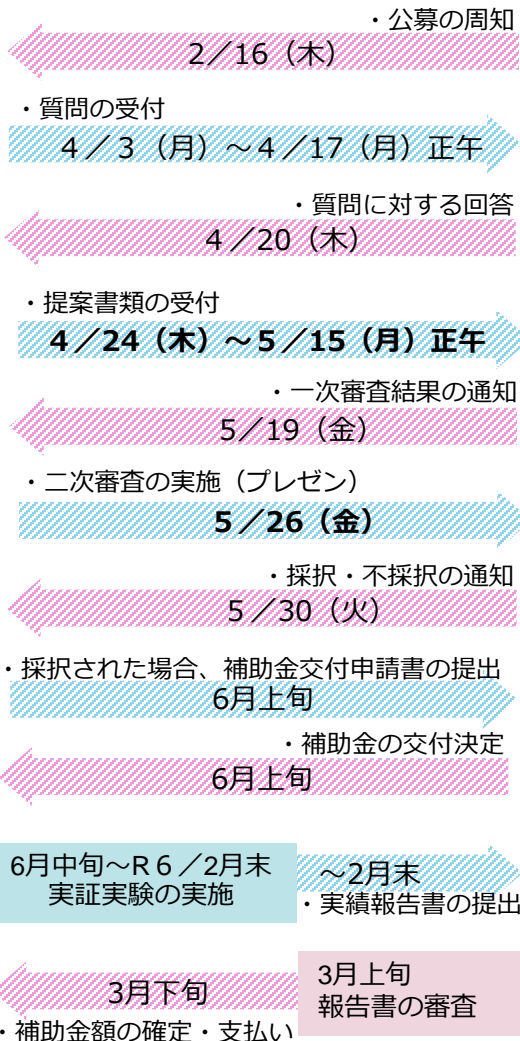 ・公募の周知
2／16（木）
・質問の受付
４／３（月）～４／17（月）正午
・質問に対する回答
４／20（木）
・提案書類の受付
４／24（木）～５／15（月）正午
・一次審査結果の通知
５／19（金）
・二次審査の実施（プレゼン）
５／26（金）
・採択・不採択の通知
５／30（火）
・採択された場合、補助金交付申請書の提出
6月上旬
・補助金の交付決定
6月上旬
6月中旬～R６／2月末
実証実験の実施
～2月末
・実績報告書の提出
3月上旬
報告書の審査
3月下旬
・補助金額の確定・支払い